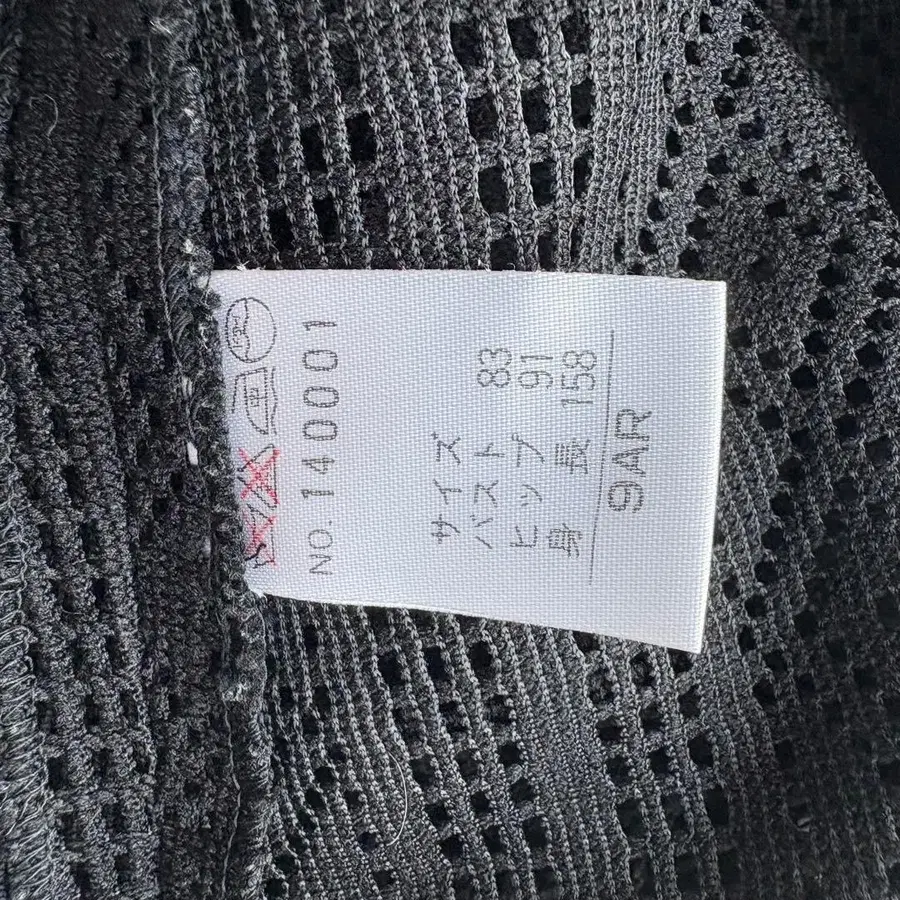 NO. 140001
サイズ
バスト 83
ヒップ 91
身長 158
9AR